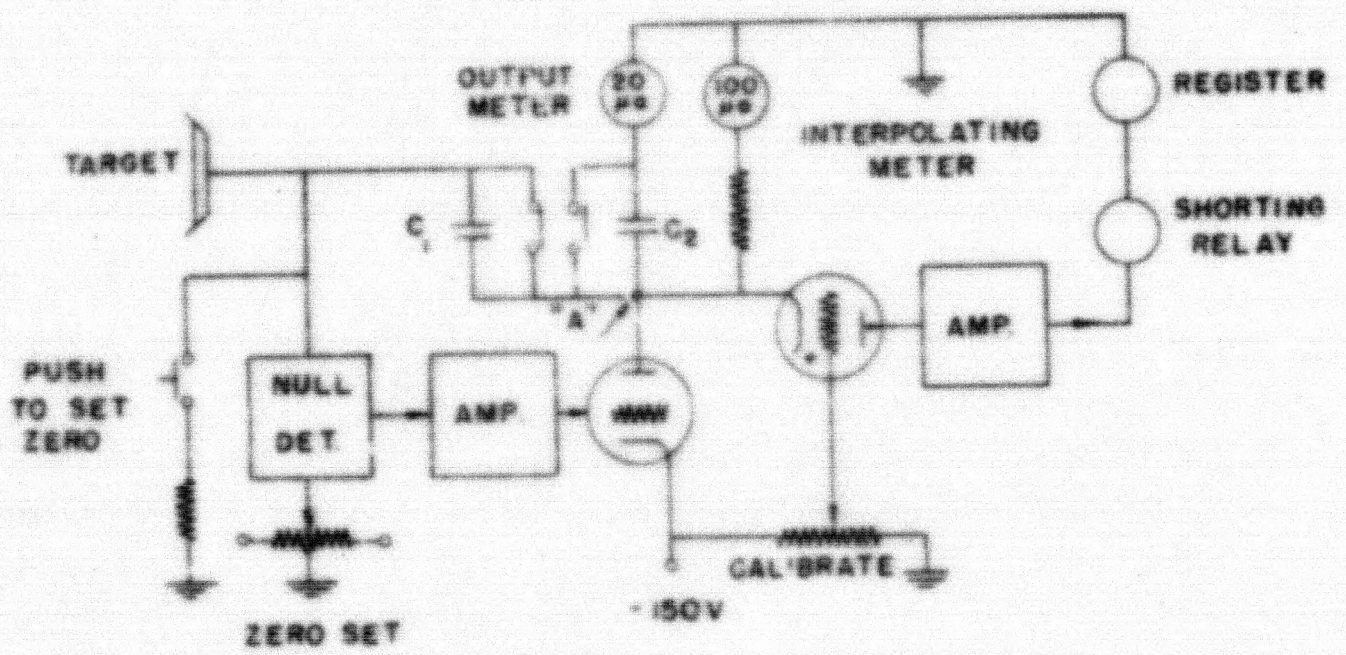 OUTPUT
METER
20
μa
100
μa
REGISTER
INTERPOLATING
METER
TARGET
C₁
C₂
SHORTING
RELAY
"A"
AMP.
PUSH
TO SET
ZERO
NULL
DET.
AMP.
+
CALIBRATE
- 150V
ZERO SET